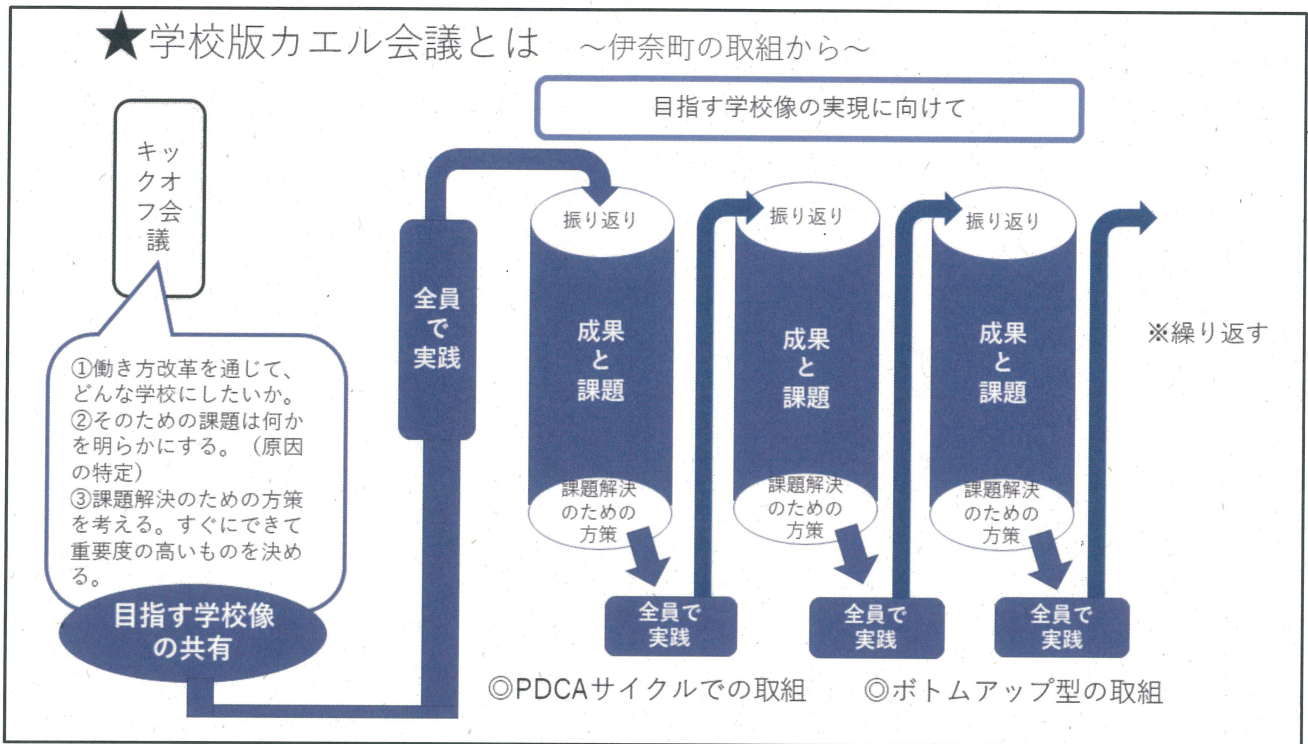 ★学校版カエル会議とは ～伊奈町の取組から～
目指す学校像の実現に向けて
キッ
クオ
フ会
議
①働き方改革を通じて、
どんな学校にしたいか。
②そのための課題は何か
を明らかにする。（原因
の特定）
③課題解決のための方策
を考える。すぐにできて
重要度の高いものを決め
る。
目指す学校像
の共有
全員
で
実践
振り返り
成果
と
課題
課題解決
のための
方策
全員で
実践
振り返り
成果
と
課題
課題解決
のための
方策
全員で
実践
振り返り
成果
と
課題
課題解決
のための
方策
全員で
実践
※繰り返す
◎PDCAサイクルでの取組 ◎ボトムアップ型の取組